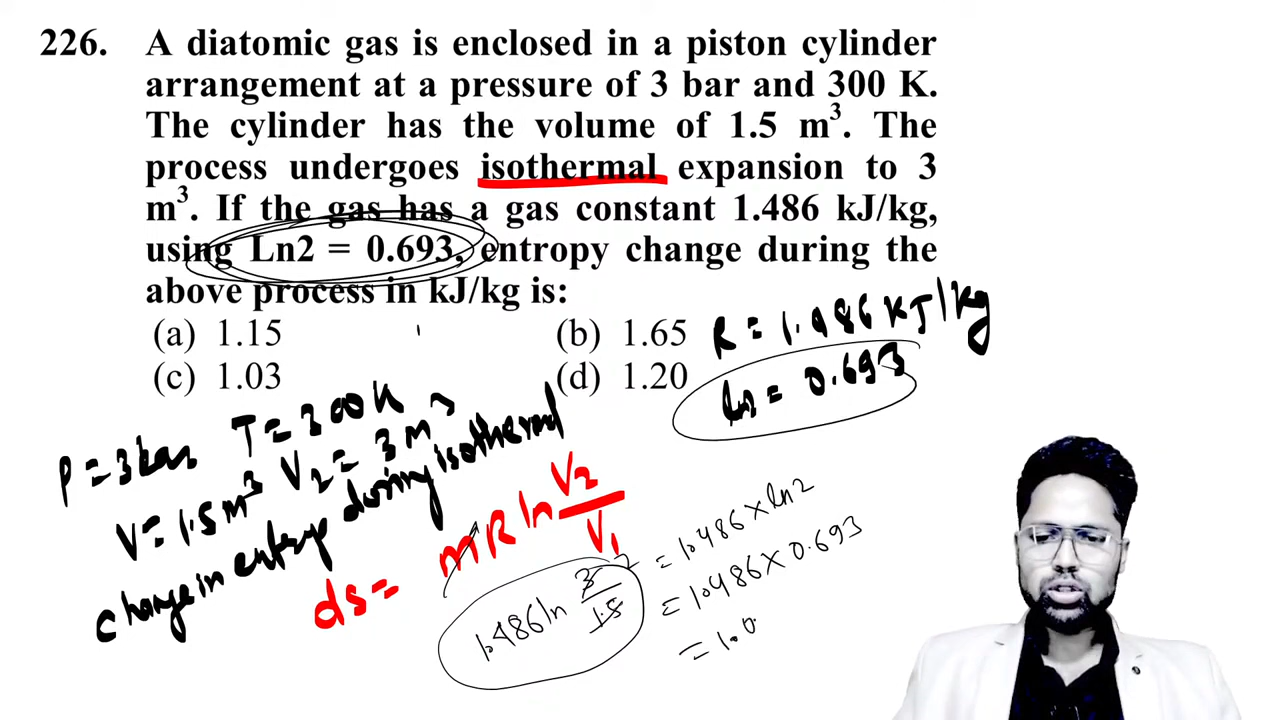 226. A diatomic gas is enclosed in a piston cylinder
arrangement at a pressure of 3 bar and 300 K.
The cylinder has the volume of 1.5 m³. The
process undergoes isothermal expansion to 3
m³. If the gas has a gas constant 1.486 kJ/kg,
using Ln2 = 0.693, entropy change during the
above process in kJ/kg is:
(a) 1.15 (b) 1.65
(c) 1.03 (d) 1.20
R = 1.486 KJ/kg
ln2 = 0.693
P = 3 bar T = 300K
V = 1.5 m³ V₂ = 3 m³
change in entropy during isothermal
ds = mR ln V₂/V₁
1.486 ln 3/1.5 2
= 1.486 × ln2
= 1.486 × 0.693
= 1.0